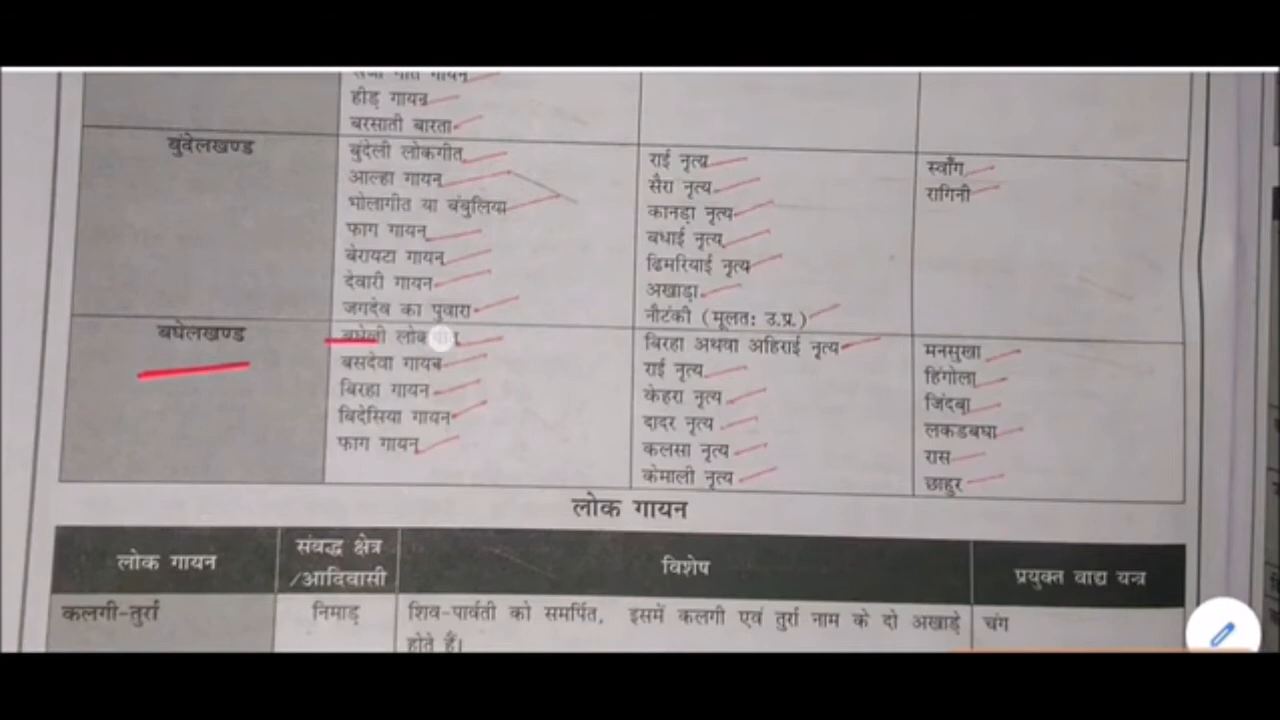 हीड़ गायन
बरसाती बारता
बुंदेलखण्ड
बुंदेली लोकगीत
आल्हा गायन
भोलागीत या बंबुलिया
फाग गायन
बेरायटा गायन
देवारी गायन
जगदेव का पुवारा
राई नृत्य
सैरा नृत्य
कानड़ा नृत्य
बधाई नृत्य
ढिमरियाई नृत्य
अखाड़ा
नौटंकी (मूलतः उ.प्र.)
स्वाँग
रागिनी
बघेलखण्ड
बघेली लोक
बसदेवा गायन
बिरहा गायन
बिदेसिया गायन
फाग गायन
बिरहा अथवा अहिराई नृत्य
राई नृत्य
केहरा नृत्य
दादर नृत्य
कलसा नृत्य
केमाली नृत्य
मनसुखा
हिंगोला
जिंदबा
लकडबघा
रास
छाहुर
लोक गायन
लोक गायन
संबद्ध क्षेत्र
/आदिवासी
विशेष
प्रयुक्त वाद्य यन्त्र
कलगी-तुर्रा
निमाड़
शिव-पार्वती को समर्पित, इसमें कलगी एवं तुर्रा नाम के दो अखाड़े
होते हैं।
चंग